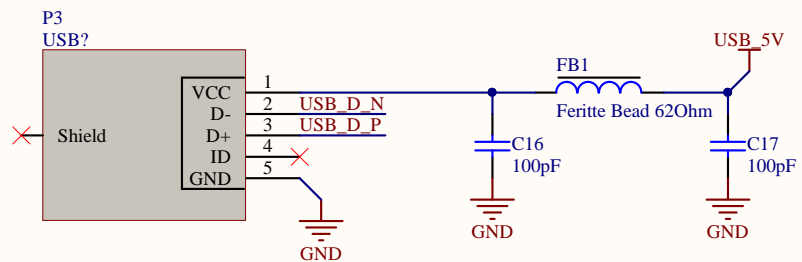 P3
USB?
USB_5V
FB1
1
VCC
2
USB_D_N
D-
Feritte Bead 62Ohm
3
USB_D_P
Shield
D+
C16
C17
4
ID
100pF
100pF
5
GND
GND
GND
GND